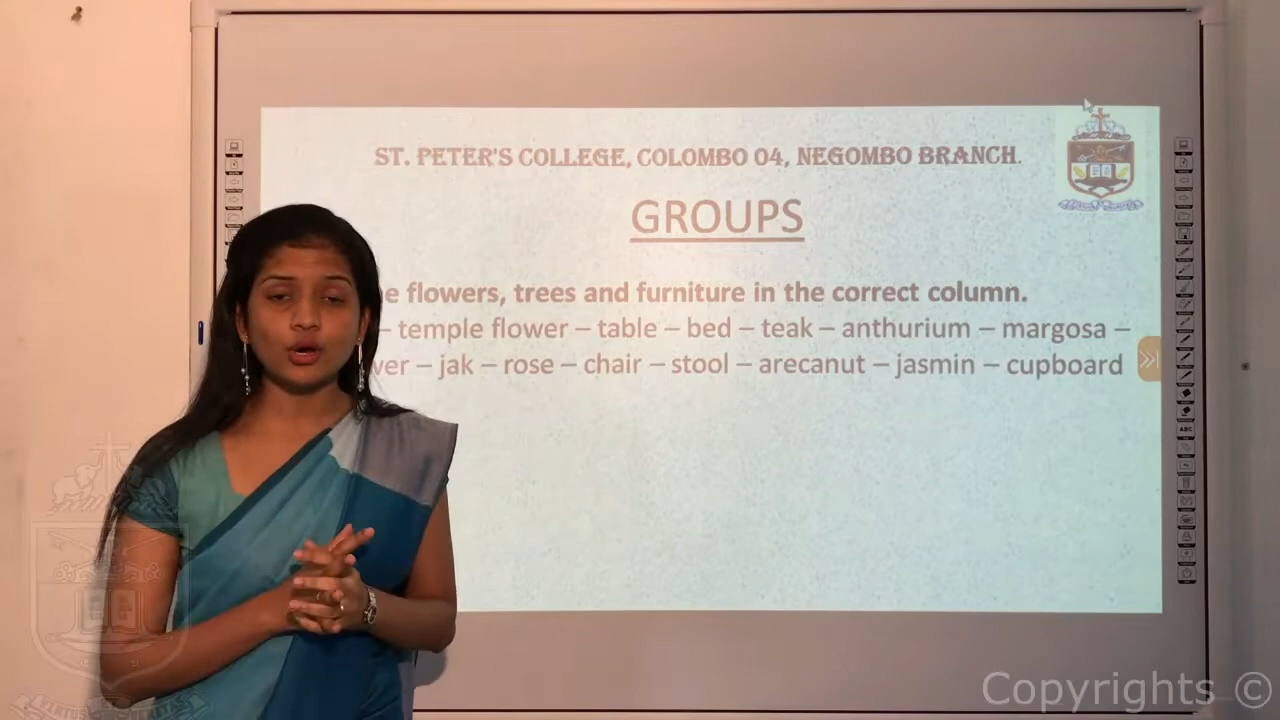 ST. PETER'S COLLEGE, COLOMBO 04, NEGOMBO BRANCH.
GROUPS
flowers, trees and furniture in the correct column.
– temple flower – table – bed – teak – anthurium – margosa –
– jak – rose – chair – stool – arecanut – jasmin – cupboard
ABC
Copyrights ©